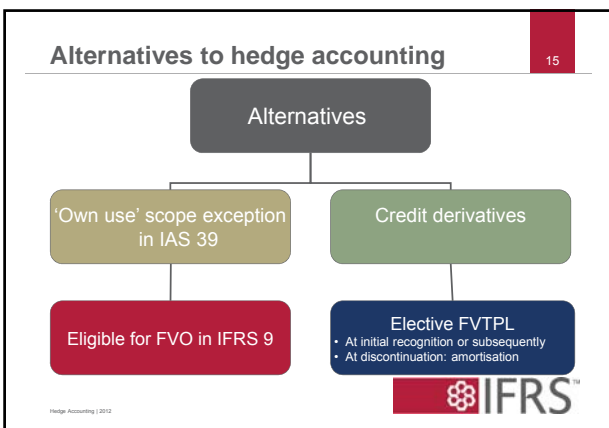 Alternatives to hedge accounting
15
Alternatives
'Own use' scope exception
in IAS 39
Credit derivatives
Eligible for FVO in IFRS 9
Elective FVTPL
• At initial recognition or subsequently
• At discontinuation: amortisation
Hedge Accounting | 2012
IFRS™